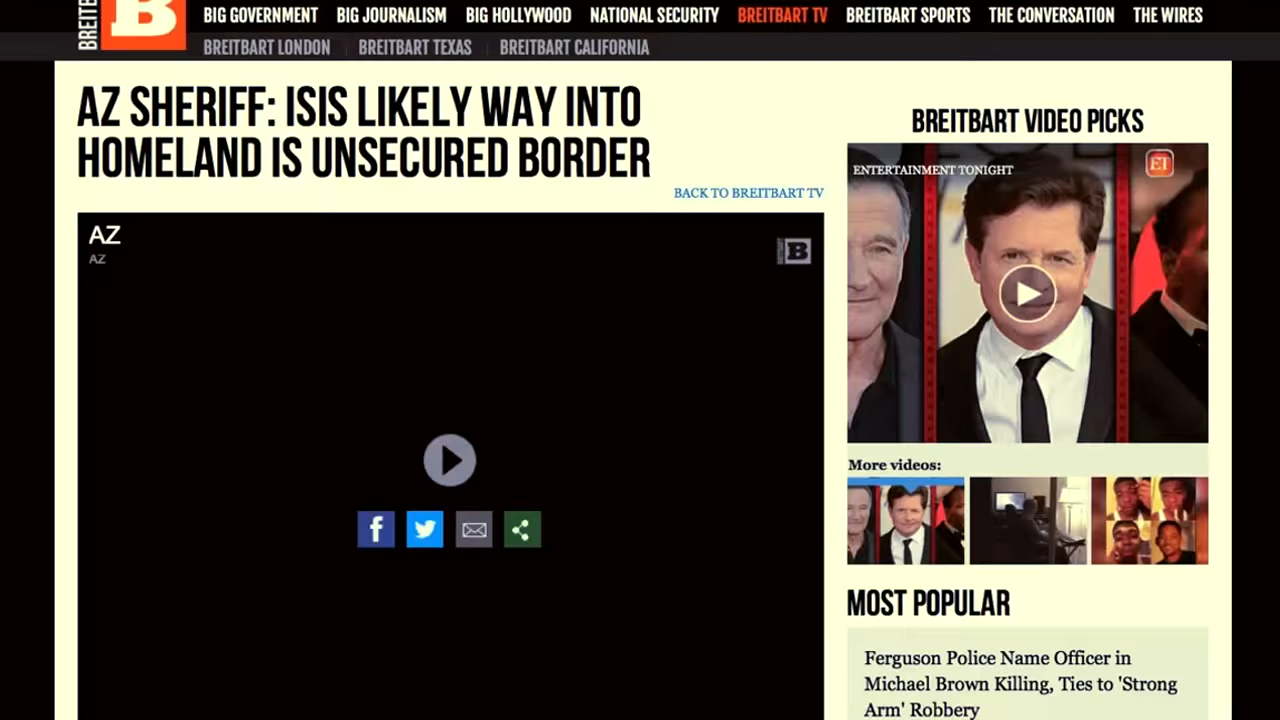 BREITB
B
BIG GOVERNMENT BIG JOURNALISM BIG HOLLYWOOD NATIONAL SECURITY BREITBART TV BREITBART SPORTS THE CONVERSATION THE WIRES
BREITBART LONDON BREITBART TEXAS BREITBART CALIFORNIA
AZ SHERIFF: ISIS LIKELY WAY INTO
HOMELAND IS UNSECURED BORDER
BACK TO BREITBART TV
AZ
AZ
B
BREITBART VIDEO PICKS
ENTERTAINMENT TONIGHT
ET
More videos:
MOST POPULAR
Ferguson Police Name Officer in
Michael Brown Killing, Ties to 'Strong
Arm' Robbery